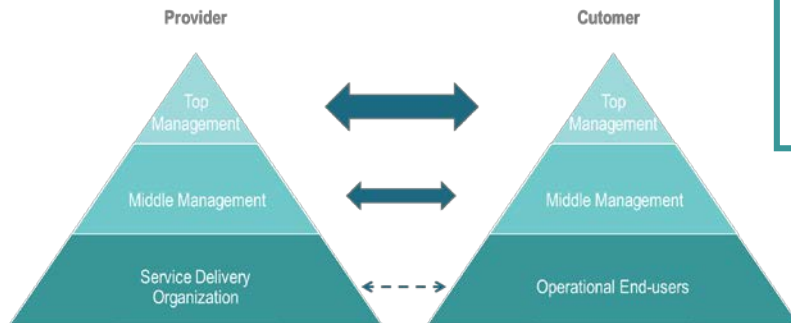 Provider
Cutomer
Top
Management
Top
Management
Middle Management
Middle Management
Service Delivery
Organization
Operational End-users